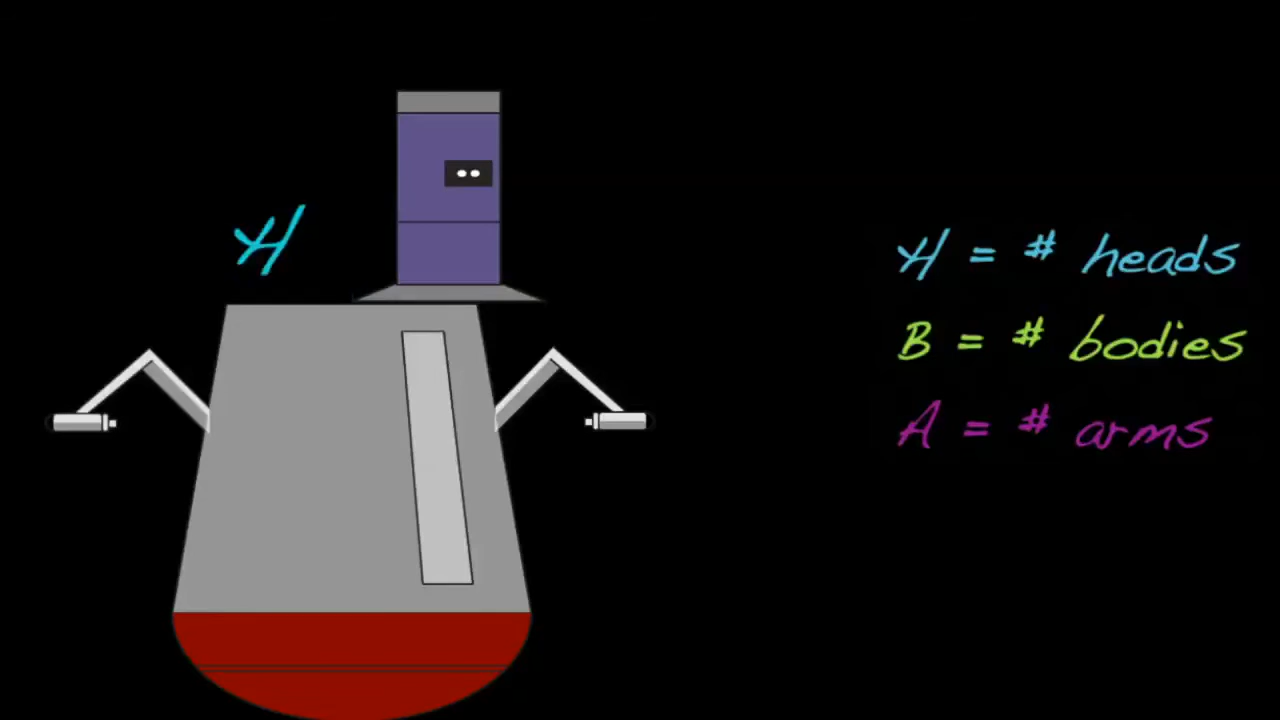 H
H = # heads
B = # bodies
A = # arms